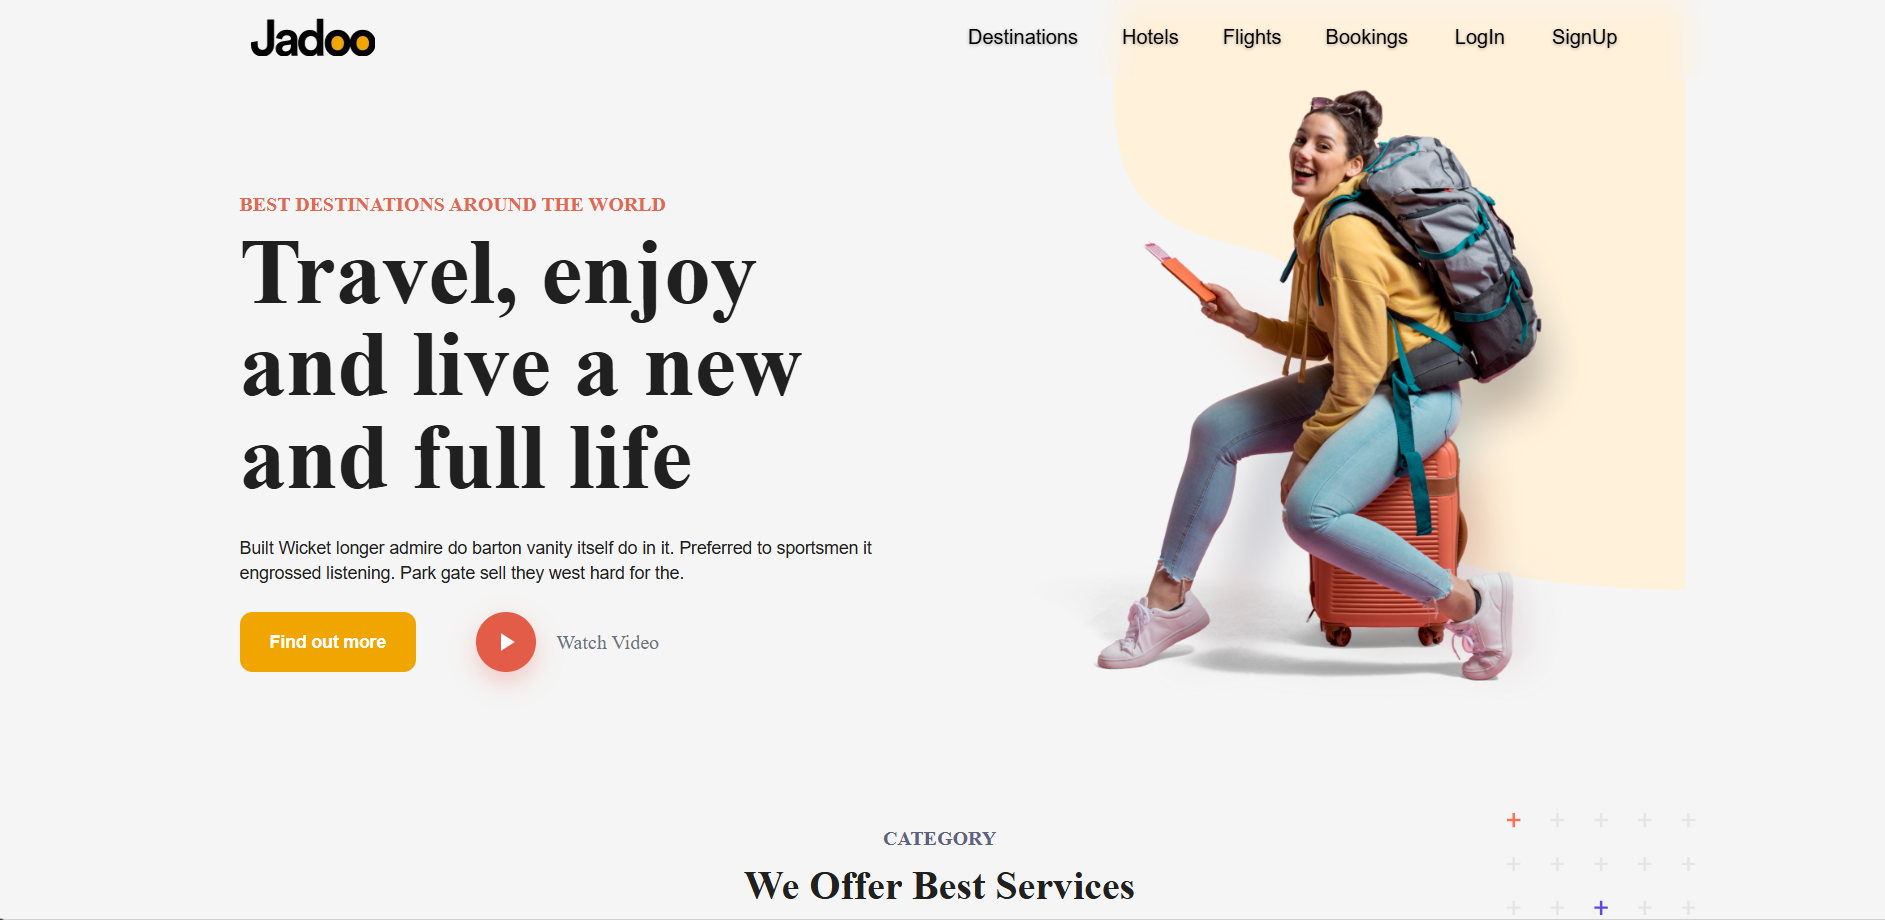 Jadoo
Destinations Hotels Flights Bookings LogIn SignUp
BEST DESTINATIONS AROUND THE WORLD
Travel, enjoy
and live a new
and full life
Built Wicket longer admire do barton vanity itself do in it. Preferred to sportsmen it
engrossed listening. Park gate sell they west hard for the.
Find out more
Watch Video
CATEGORY
We Offer Best Services